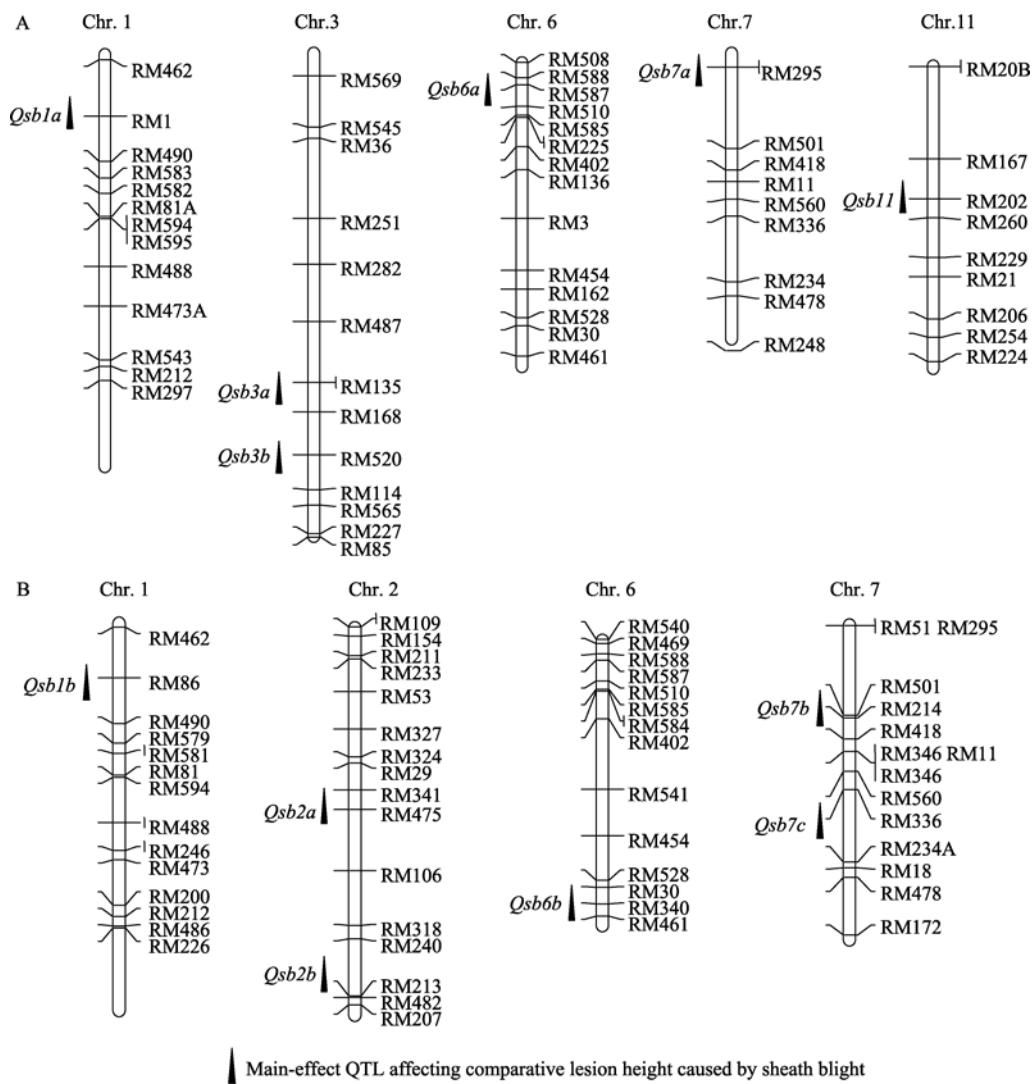 A
Chr. 1
Chr.3
Chr. 6
Chr. 7
Chr.11
RM462
Qsb1a
RM1
RM490
RM583
RM582
RM81A
RM594
RM595
RM488
RM473A
RM543
RM212
RM297
RM569
RM545
RM36
RM251
RM282
RM487
Qsb3a
RM135
RM168
Qsb3b
RM520
RM114
RM565
RM227
RM85
RM508
Qsb6a
RM588
RM587
RM510
RM585
RM225
RM402
RM136
RM3
RM454
RM162
RM528
RM30
RM461
Qsb7a
RM295
RM501
RM418
RM11
RM560
RM336
RM234
RM478
RM248
RM20B
RM167
Qsb11
RM202
RM260
RM229
RM21
RM206
RM254
RM224
B
Chr. 1
Chr. 2
Chr. 6
Chr. 7
RM462
Qsb1b
RM86
RM490
RM579
RM581
RM81
RM594
RM488
RM246
RM473
RM200
RM212
RM486
RM226
RM109
RM154
RM211
RM233
RM53
RM327
RM324
RM29
RM341
Qsb2a
RM475
RM106
RM318
RM240
Qsb2b
RM213
RM482
RM207
RM540
RM469
RM588
RM587
RM510
RM585
RM584
RM402
RM541
RM454
RM528
RM30
Qsb6b
RM340
RM461
RM51 RM295
RM501
Qsb7b
RM214
RM418
RM346 RM11
RM346
RM560
Qsb7c
RM336
RM234A
RM18
RM478
RM172
Main-effect QTL affecting comparative lesion height caused by sheath blight